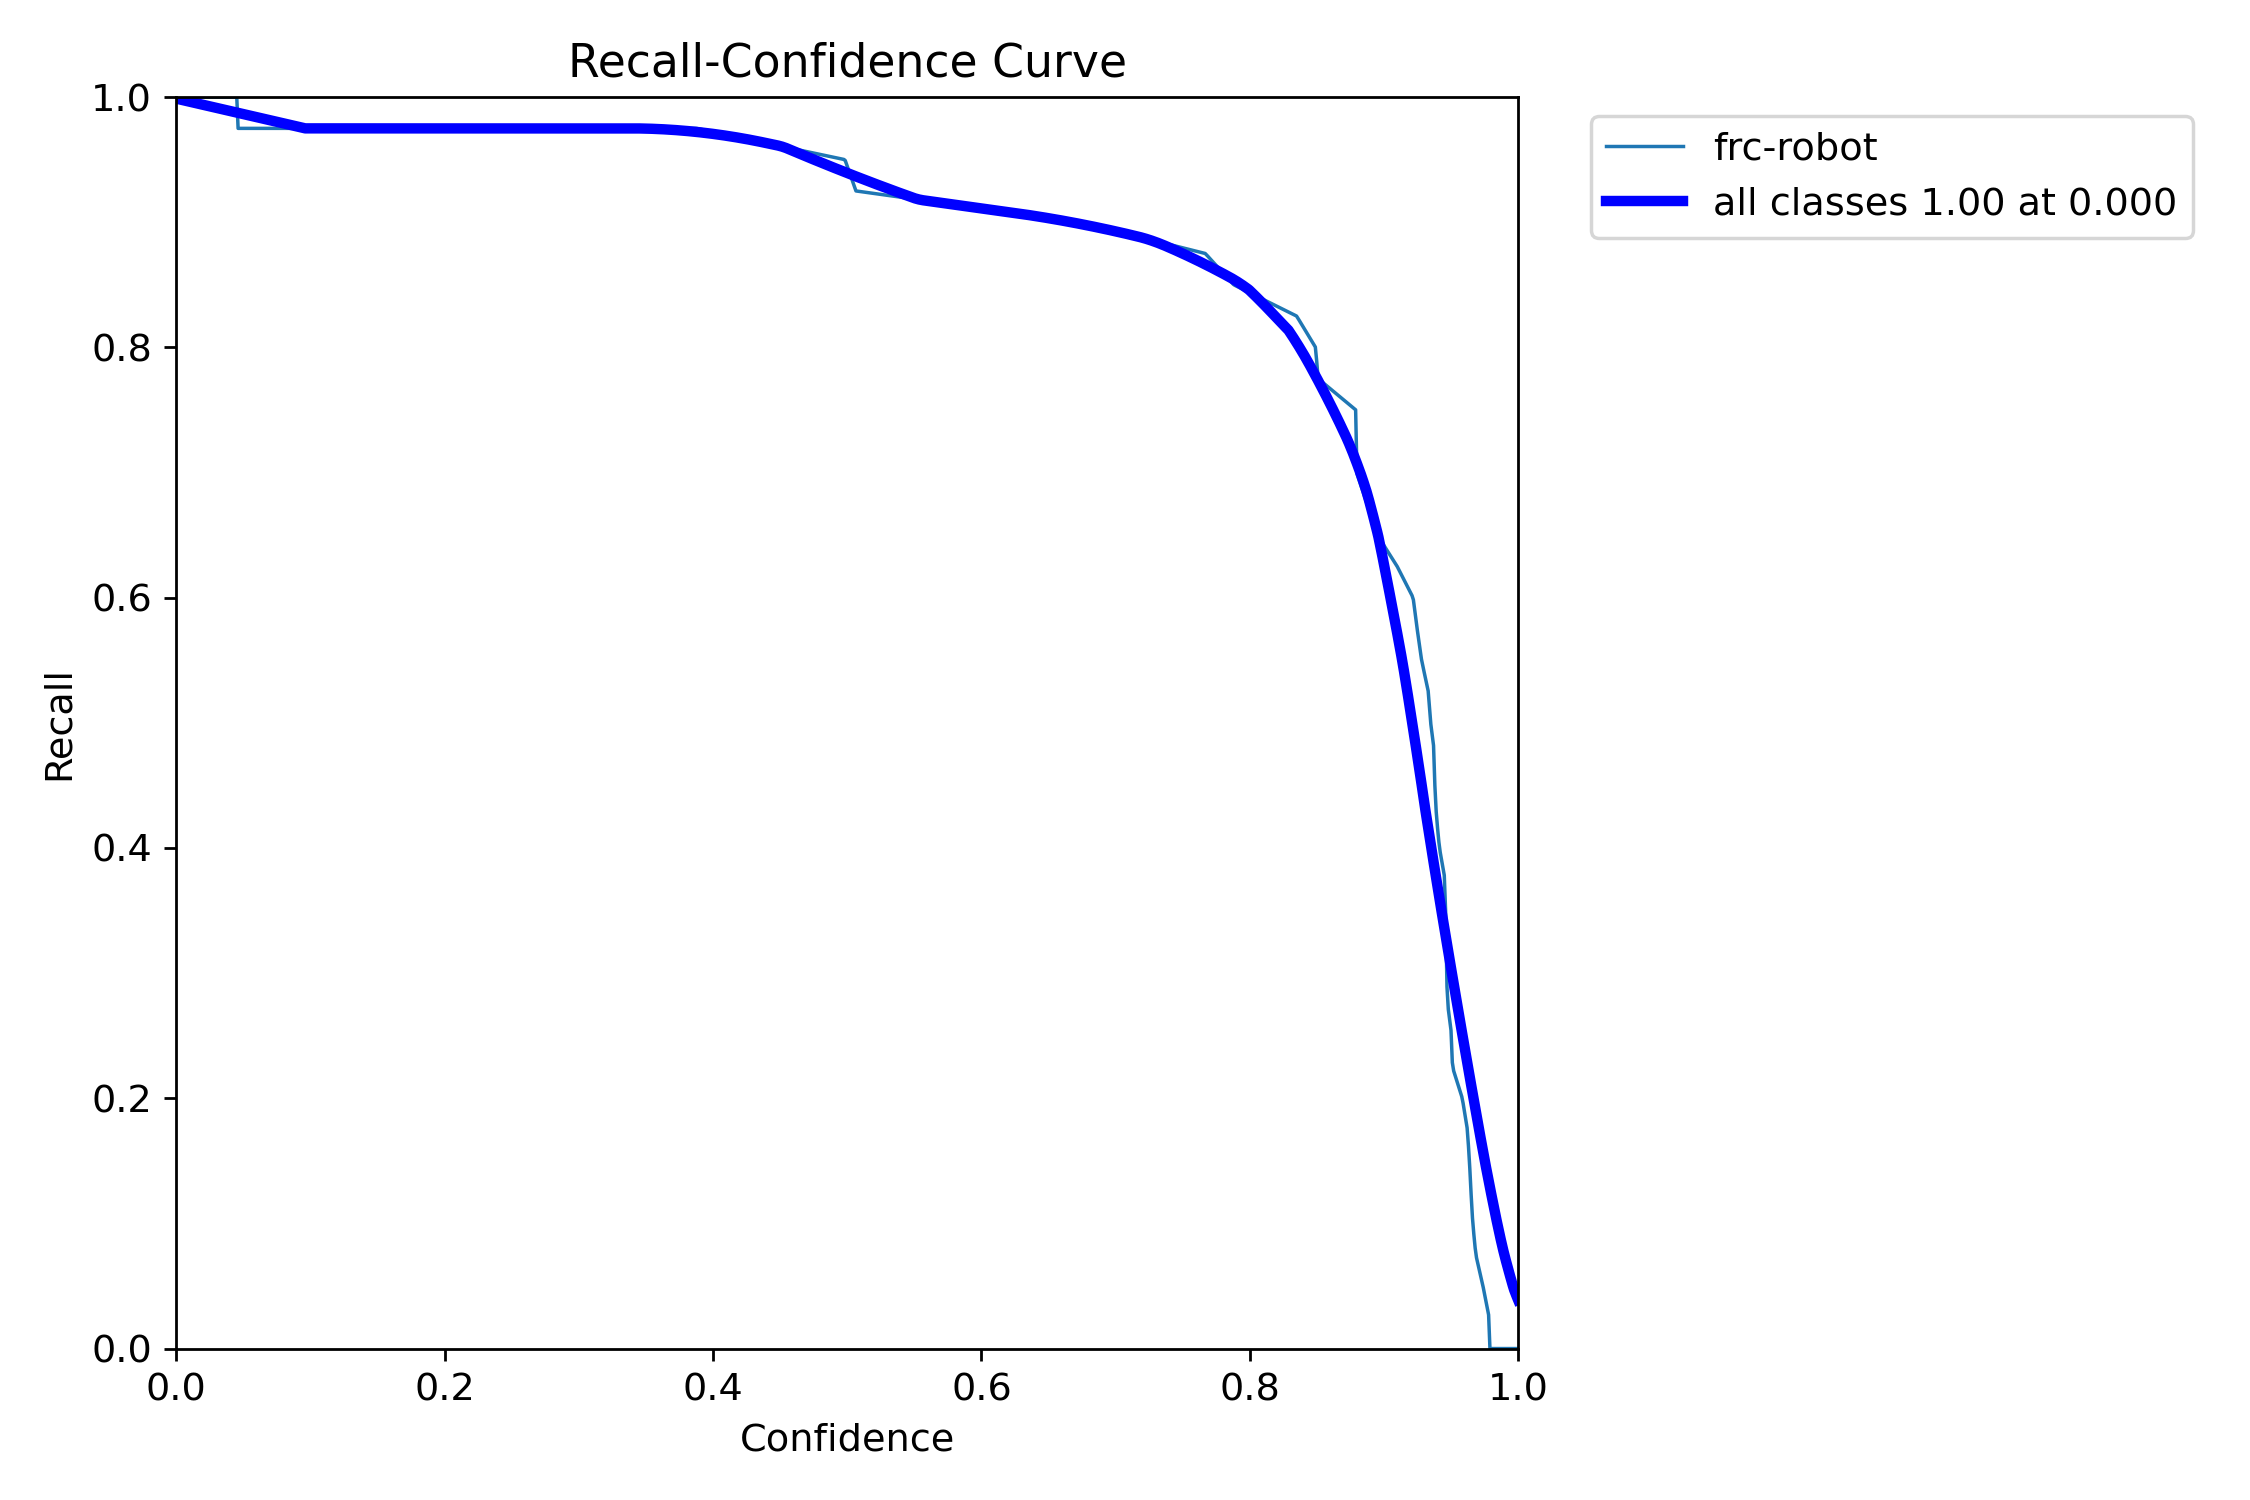 Recall-Confidence Curve
frc-robot
all classes 1.00 at 0.000
1.0
0.8
0.6
0.4
0.2
0.0
Recall
0.0 0.2 0.4 0.6 0.8 1.0
Confidence